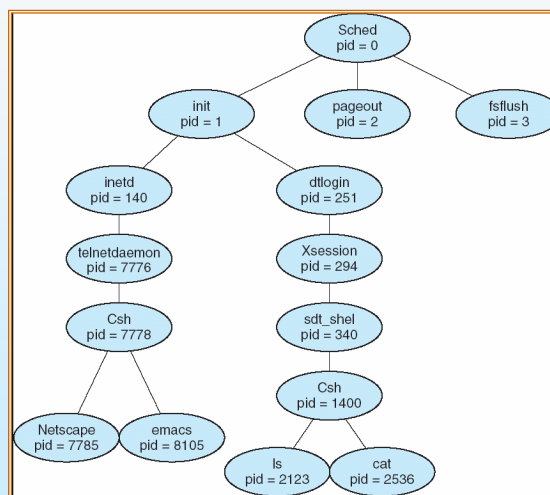 Sched
pid = 0
init
pid = 1
pageout
pid = 2
fsflush
pid = 3
inetd
pid = 140
dtlogin
pid = 251
telnetdaemon
pid = 7776
Xsession
pid = 294
Csh
pid = 7778
sdt_shel
pid = 340
Csh
pid = 1400
Netscape
pid = 7785
emacs
pid = 8105
ls
pid = 2123
cat
pid = 2536